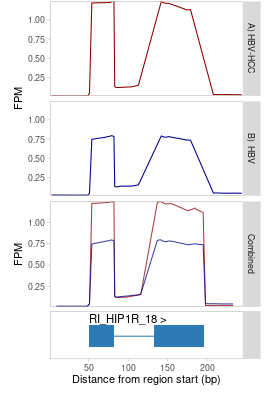 1.00
0.75
0.50
0.25
A) HBV-HCC
FPM
1.00
0.75
0.50
0.25
B) HBV
1.00
0.75
0.50
0.25
FPM
Combined
RI_HIP1R_18 >
50 100 150 200
Distance from region start (bp)